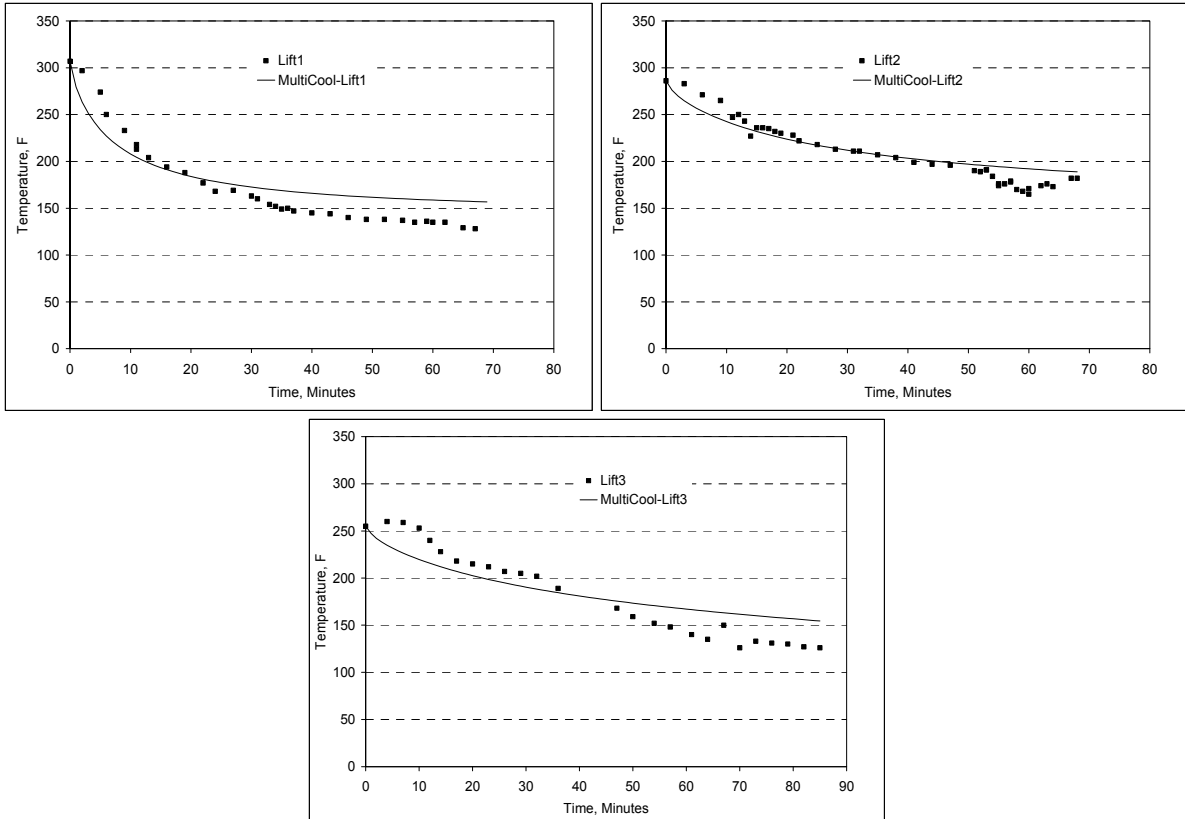 350
300
250
200
150
100
50
0
Temperature, F
Lift1
MultiCool-Lift1
0 10 20 30 40 50 60 70 80
Time, Minutes
350
300
250
200
150
100
50
0
Temperature, F
Lift2
MultiCool-Lift2
0 10 20 30 40 50 60 70 80
Time, Minutes
350
300
250
200
150
100
50
0
Temperature, F
Lift3
MultiCool-Lift3
0 10 20 30 40 50 60 70 80 90
Time, Minutes